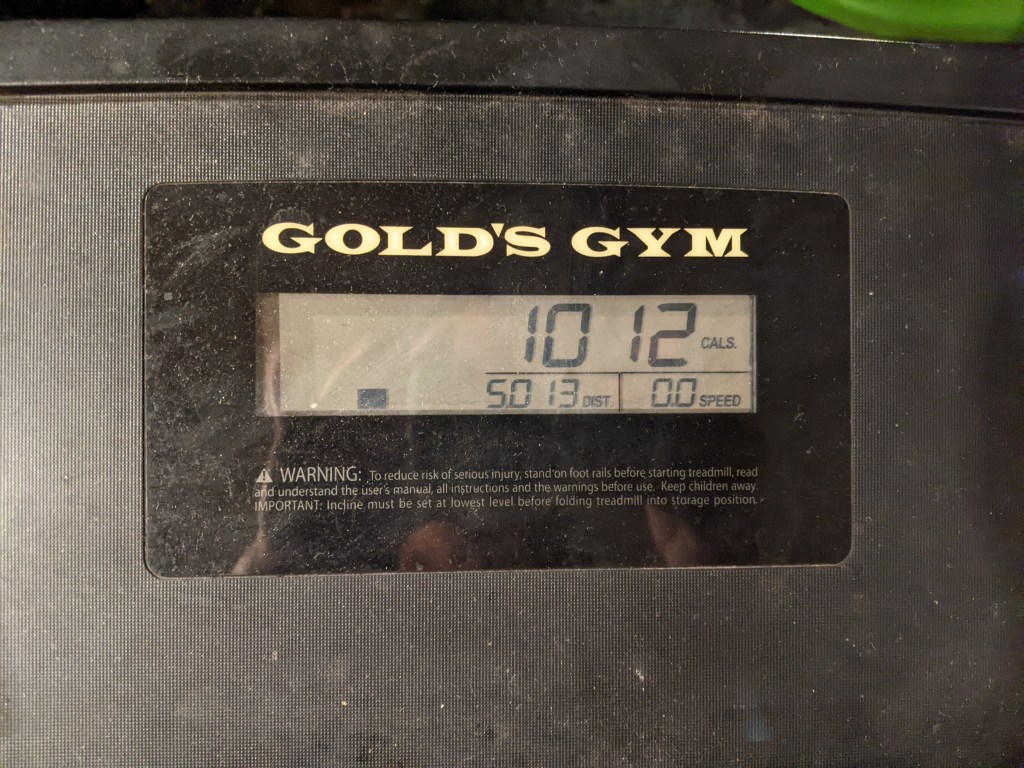 GOLD'S GYM
1012 CALS.
5.013 DIST. 0.0 SPEED
WARNING: To reduce risk of serious injury, stand on foot rails before starting treadmill, read
and understand the user's manual, all instructions and the warnings before use. Keep children away.
IMPORTANT: Incline must be set at lowest level before folding treadmill into storage position.